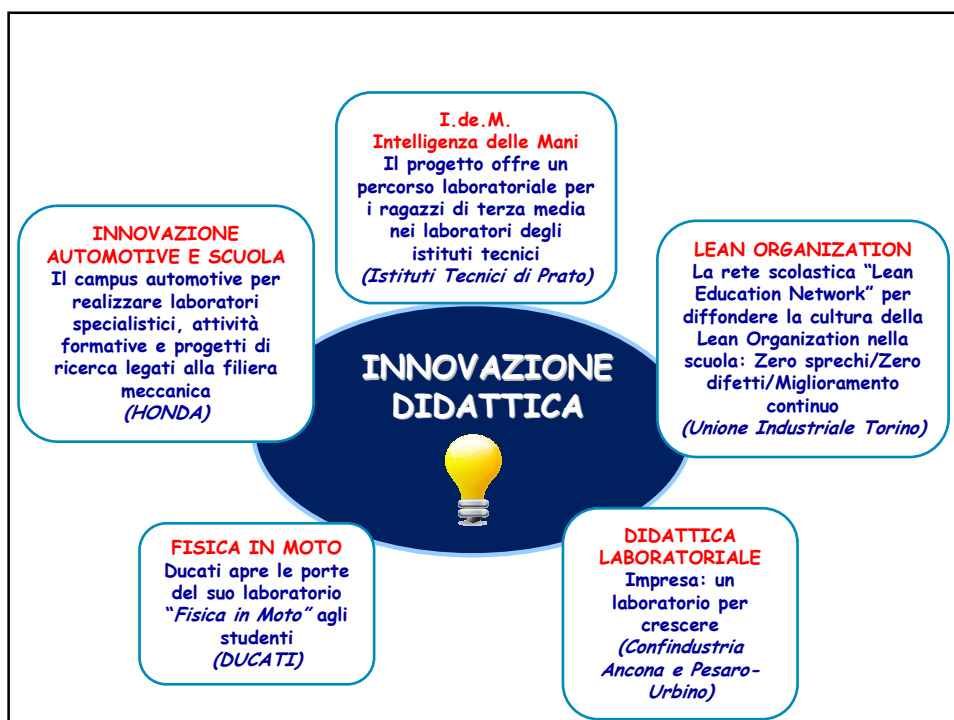 I.de.M.
Intelligenza delle Mani
Il progetto offre un
percorso laboratoriale per
i ragazzi di terza media
nei laboratori degli
istituti tecnici
(Istituti Tecnici di Prato)
INNOVAZIONE
AUTOMOTIVE E SCUOLA
Il campus automotive per
realizzare laboratori
specialistici, attività
formative e progetti di
ricerca legati alla filiera
meccanica
(HONDA)
LEAN ORGANIZATION
La rete scolastica “Lean
Education Network” per
diffondere la cultura della
Lean Organization nella
scuola: Zero sprechi/Zero
difetti/Miglioramento
continuo
(Unione Industriale Torino)
INNOVAZIONE
DIDATTICA
FISICA IN MOTO
Ducati apre le porte
del suo laboratorio
“Fisica in Moto” agli
studenti
(DUCATI)
DIDATTICA
LABORATORIALE
Impresa: un
laboratorio per
crescere
(Confindustria
Ancona e Pesaro-
Urbino)